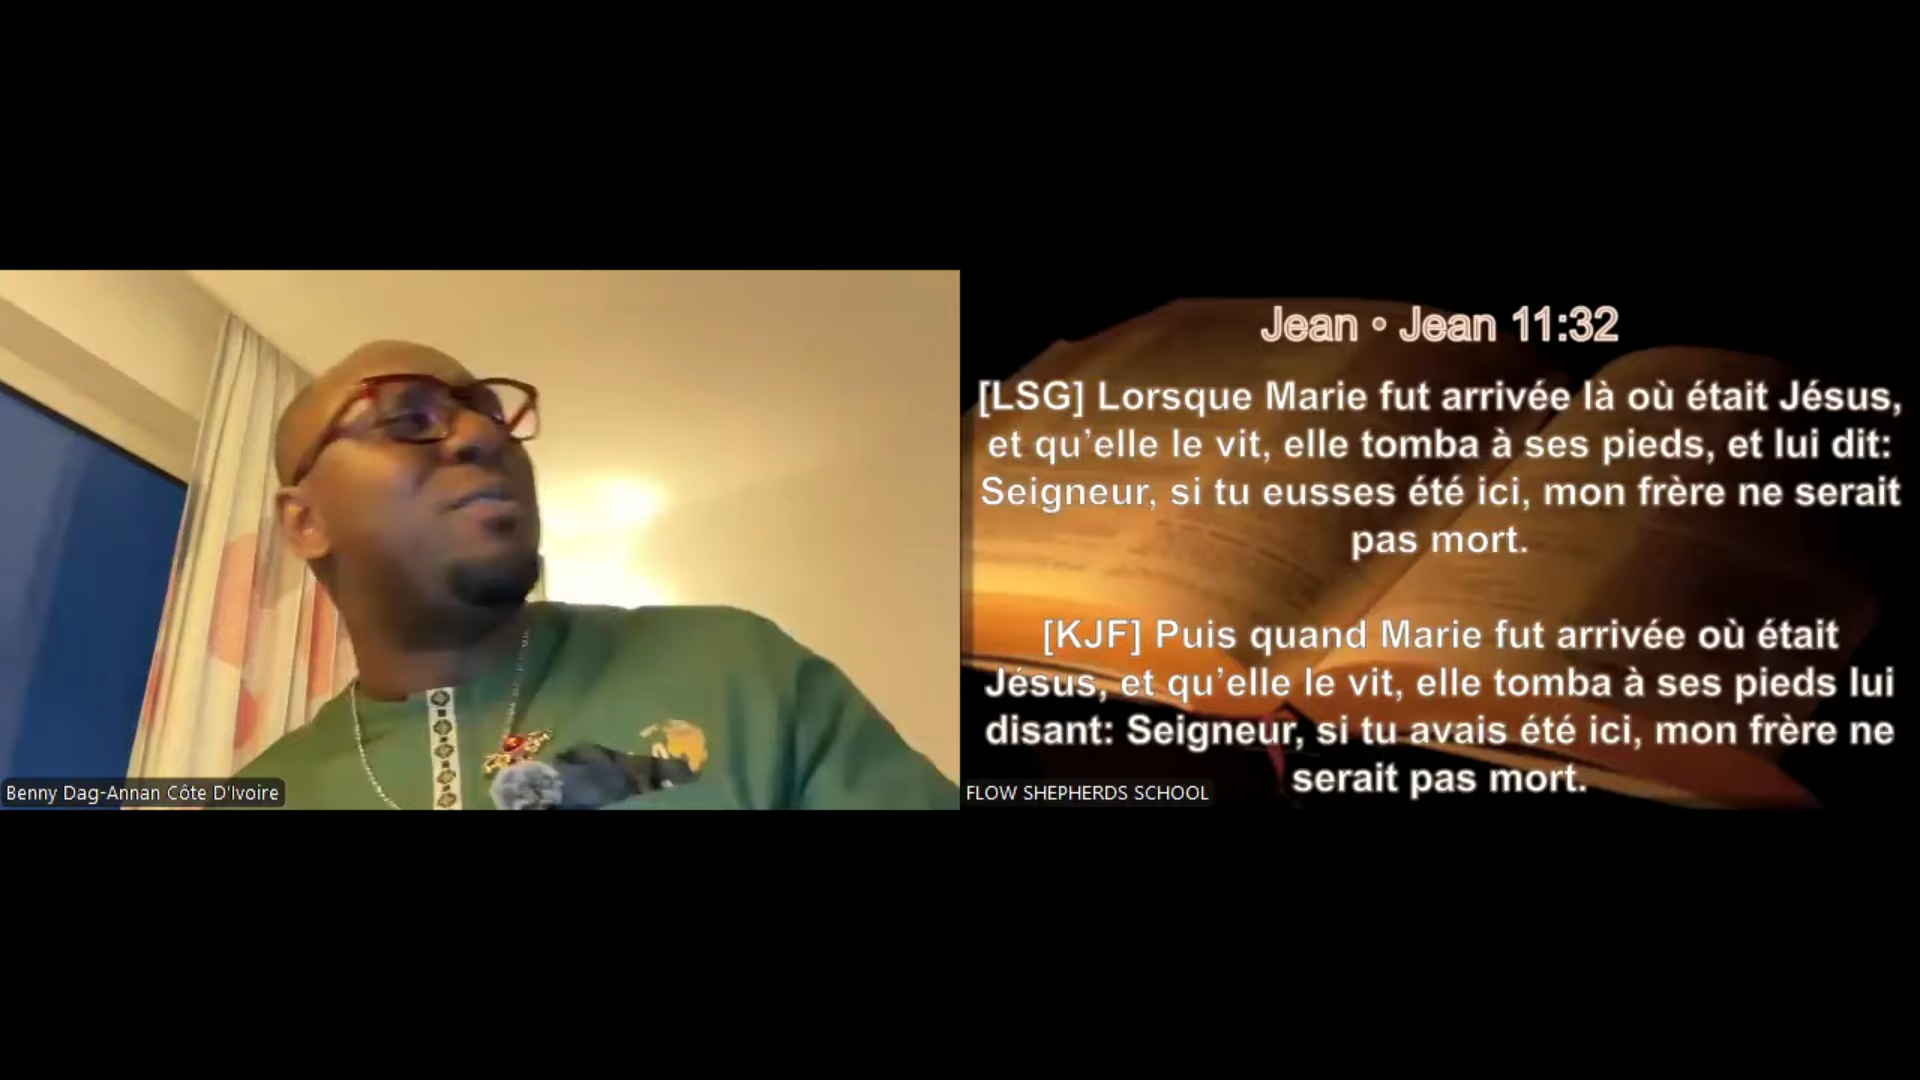 Jean • Jean 11:32
[LSG] Lorsque Marie fut arrivée là où était Jésus,
et qu’elle le vit, elle tomba à ses pieds, et lui dit:
Seigneur, si tu eusses été ici, mon frère ne serait
pas mort.
[KJF] Puis quand Marie fut arrivée où était
Jésus, et qu’elle le vit, elle tomba à ses pieds lui
disant: Seigneur, si tu avais été ici, mon frère ne
serait pas mort.
Benny Dag-Annan Côte D'Ivoire
FLOW SHEPHERDS SCHOOL